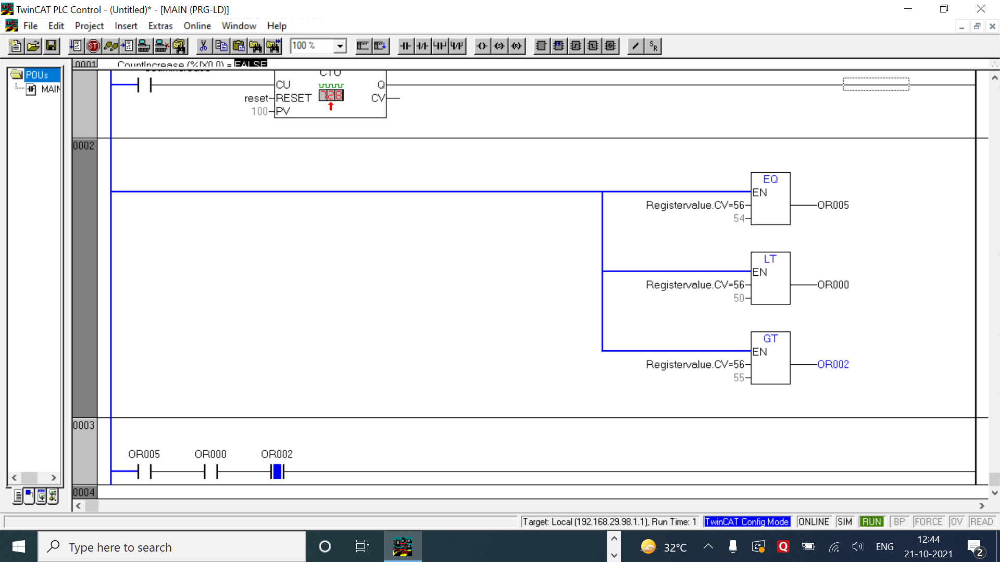 TwinCAT PLC Control - (Untitled)* - [MAIN (PRG-LD)]
File Edit Project Insert Extras Online Window Help
100 %
0001 CountIncrease (%IX0.0) = FALSE
POUs
MAIN
CTU
CU Q
reset RESET CV
100 PV
0002
EQ
EN
Registervalue.CV=56 OR005
54
LT
EN
Registervalue.CV=56 OR000
50
GT
EN
Registervalue.CV=56 OR002
55
0003
OR005 OR000 OR002
0004
Target: Local (192.168.29.98.1.1), Run Time: 1 TwinCAT Config Mode ONLINE SIM RUN BP FORCE OV READ
Type here to search
32°C ENG 12:44
21-10-2021
2